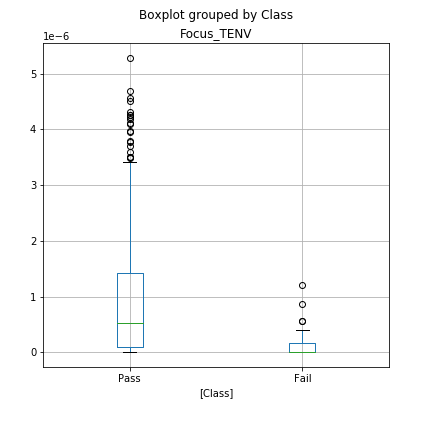 Boxplot grouped by Class
Focus_TENV
1e−6
5
4
3
2
1
0
Pass Fail
[Class]